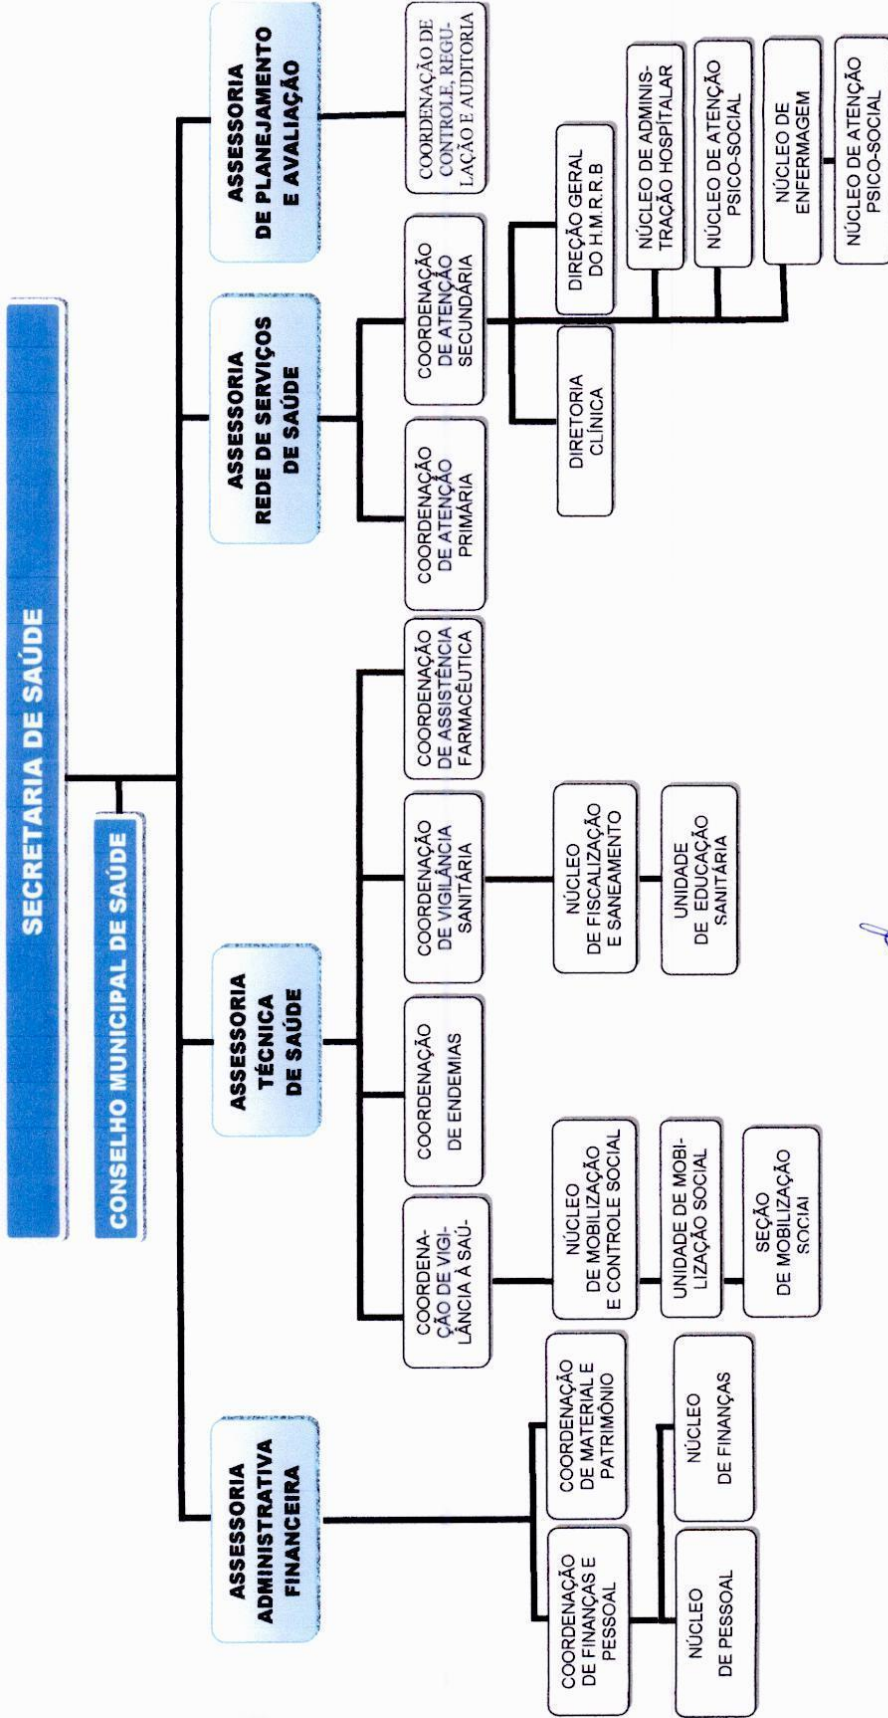 SECRETARIA DE SAÚDE
CONSELHO MUNICIPAL DE SAÚDE
ASSESSORIA
ADMINISTRATIVA
FINANCEIRA
ASSESSORIA
TÉCNICA
DE SAÚDE
ASSESSORIA
REDE DE SERVIÇOS
DE SAÚDE
ASSESSORIA
DE PLANEJAMENTO
E AVALIAÇÃO
COORDENA-
ÇÃO DE VIGI-
LÂNCIA À SAÚ-
COORDENAÇÃO
DE ENDEMIAS
COORDENAÇÃO
DE VIGILÂNCIA
SANITÁRIA
COORDENAÇÃO
DE ASSISTÊNCIA
FARMACÊUTICA
COORDENAÇÃO
DE ATENÇÃO
PRIMÁRIA
COORDENAÇÃO
DE ATENÇÃO
SECUNDÁRIA
COORDENAÇÃO DE
CONTROLE, REGU-
LAÇÃO E AUDITORIA
COORDENAÇÃO
DE FINANÇAS E
PESSOAL
COORDENAÇÃO
DE MATERIAL E
PATRIMÔNIO
NÚCLEO
DE MOBILIZAÇÃO
E CONTROLE SOCIAL
NÚCLEO
DE FISCALIZAÇÃO
E SANEAMENTO
DIRETORIA
CLÍNICA
DIREÇÃO GERAL
DO H.M.R.R.B
NÚCLEO DE ADMINIS-
TRAÇÃO HOSPITALAR
NÚCLEO
DE PESSOAL
NÚCLEO
DE FINANÇAS
UNIDADE DE MOBI-
LIZAÇÃO SOCIAL
UNIDADE
DE EDUCAÇÃO
SANITÁRIA
NÚCLEO DE ATENÇÃO
PSICO-SOCIAL
SEÇÃO
DE MOBILIZAÇÃO
SOCIAL
NÚCLEO DE
ENFERMAGEM
NÚCLEO DE ATENÇÃO
PSICO-SOCIAL